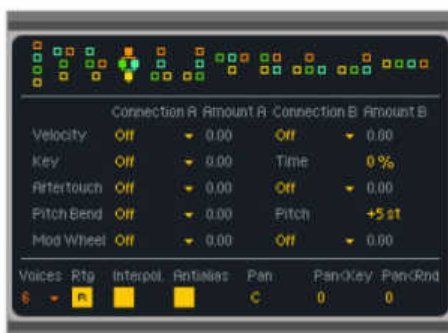 Connection A Amount A Connection B Amount B
Velocity Off 0.00 Off 0.00
Key Off 0.00 Time 0 %
Aftertouch Off 0.00 Off 0.00
Pitch Bend Off 0.00 Pitch +5 st
Mod Wheel Off 0.00 Off 0.00
Voices Rtg Interpol. Antialias Pan Pan<Key Pan<Rnd
6 R C 0 0